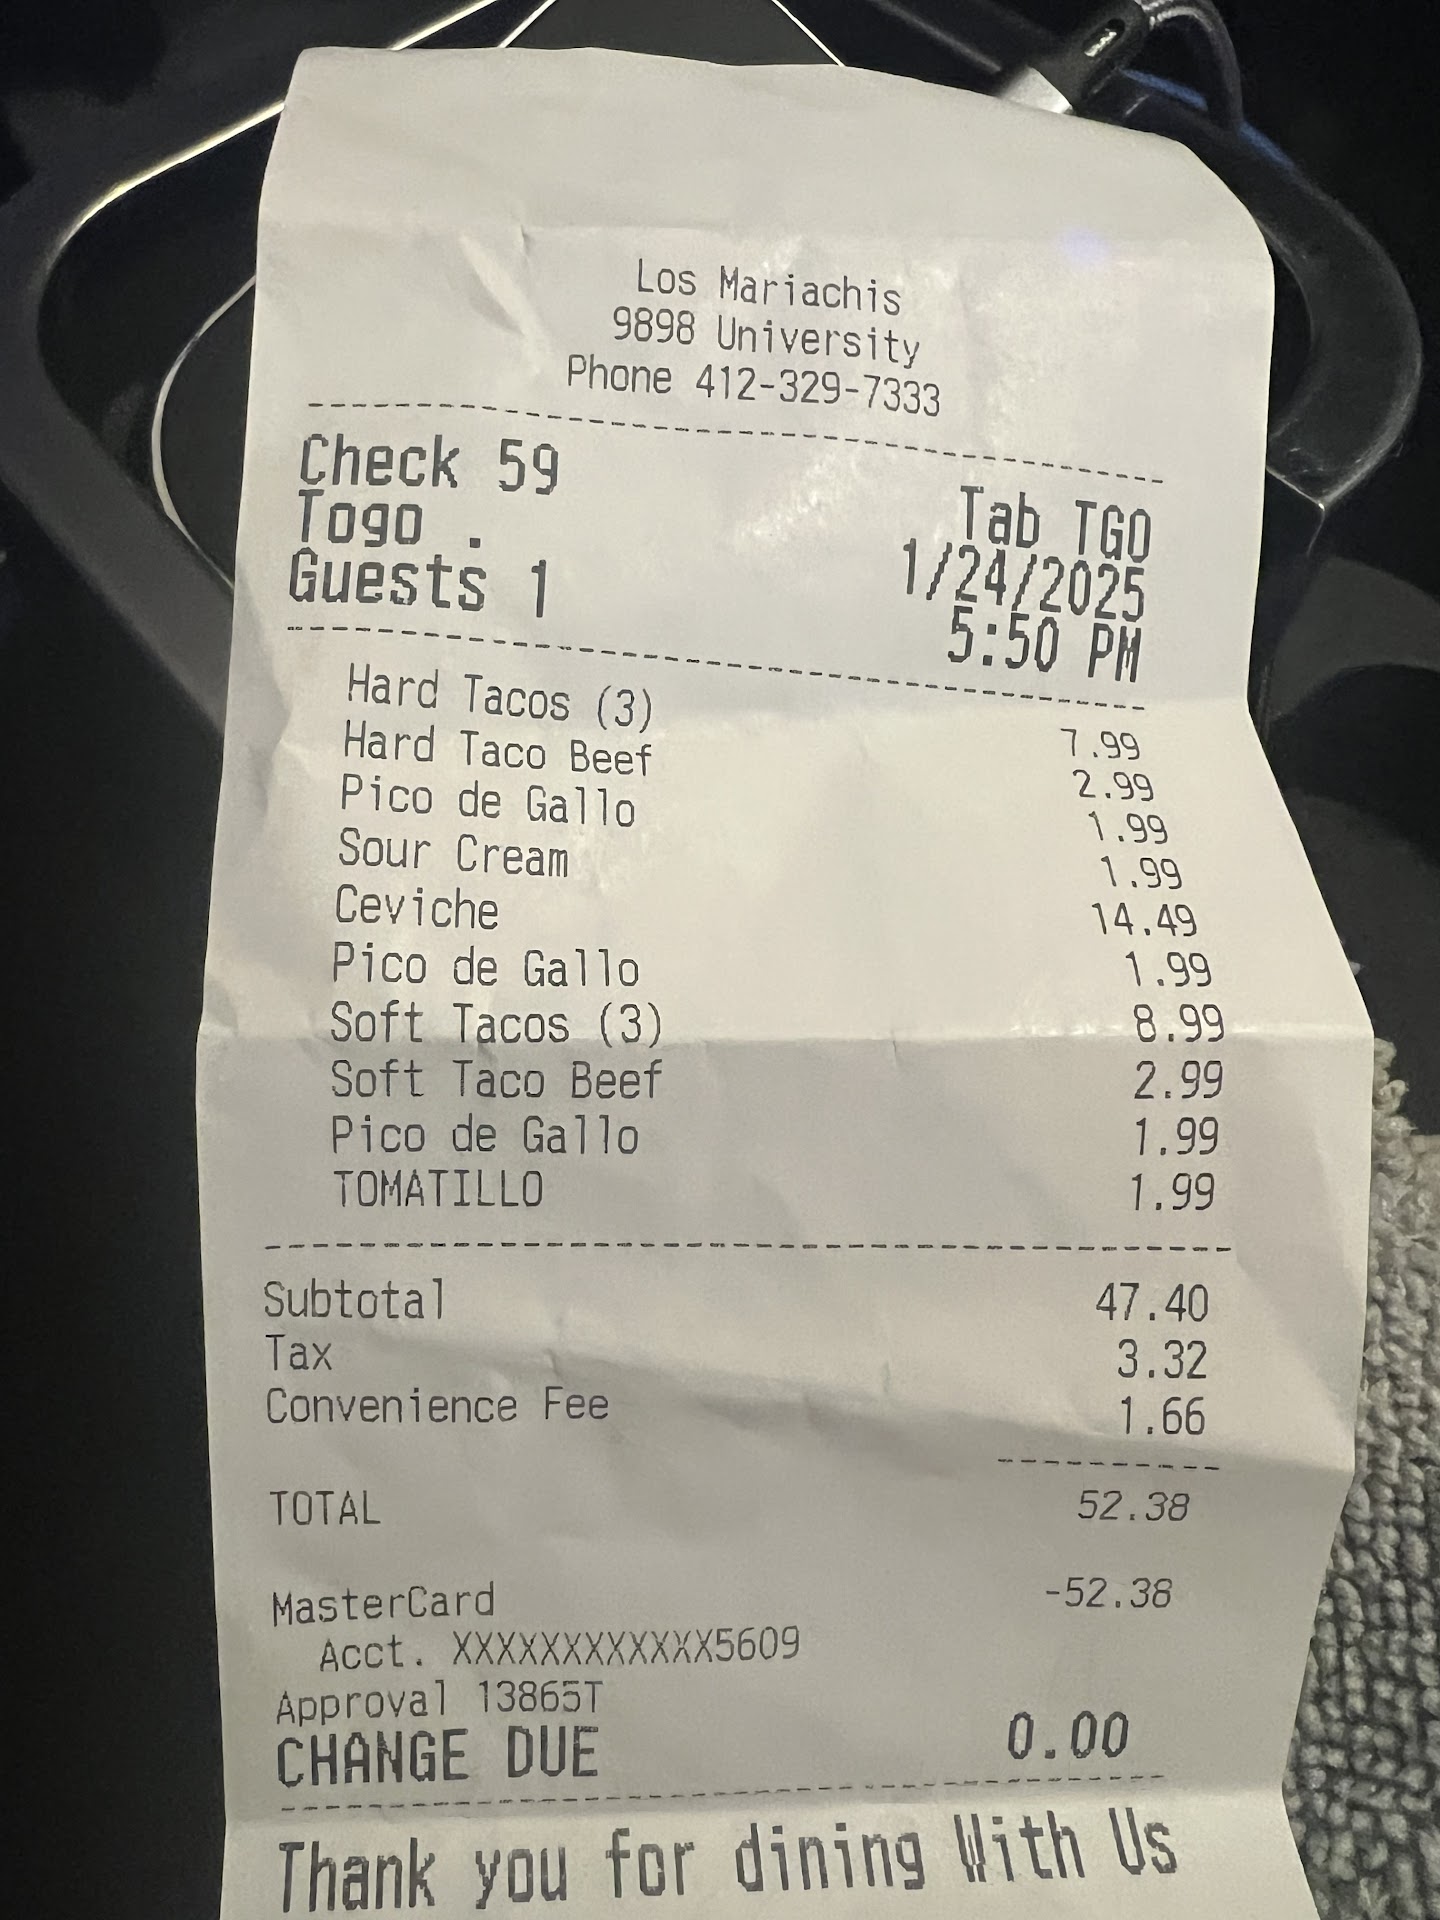 Los Mariachis
9898 University
Phone 412-329-7333
Check 59 Tab TGO
Togo . 1/24/2025
Guests 1 5:50 PM
Hard Tacos (3) 7.99
Hard Taco Beef 2.99
Pico de Gallo 1.99
Sour Cream 1.99
Ceviche 14.49
Pico de Gallo 1.99
Soft Tacos (3) 8.99
Soft Taco Beef 2.99
Pico de Gallo 1.99
TOMATILLO 1.99
Subtotal 47.40
Tax 3.32
Convenience Fee 1.66
TOTAL 52.38
MasterCard -52.38
Acct. XXXXXXXXXXXX5609
Approval 13865T
CHANGE DUE 0.00
Thank you for dining With Us